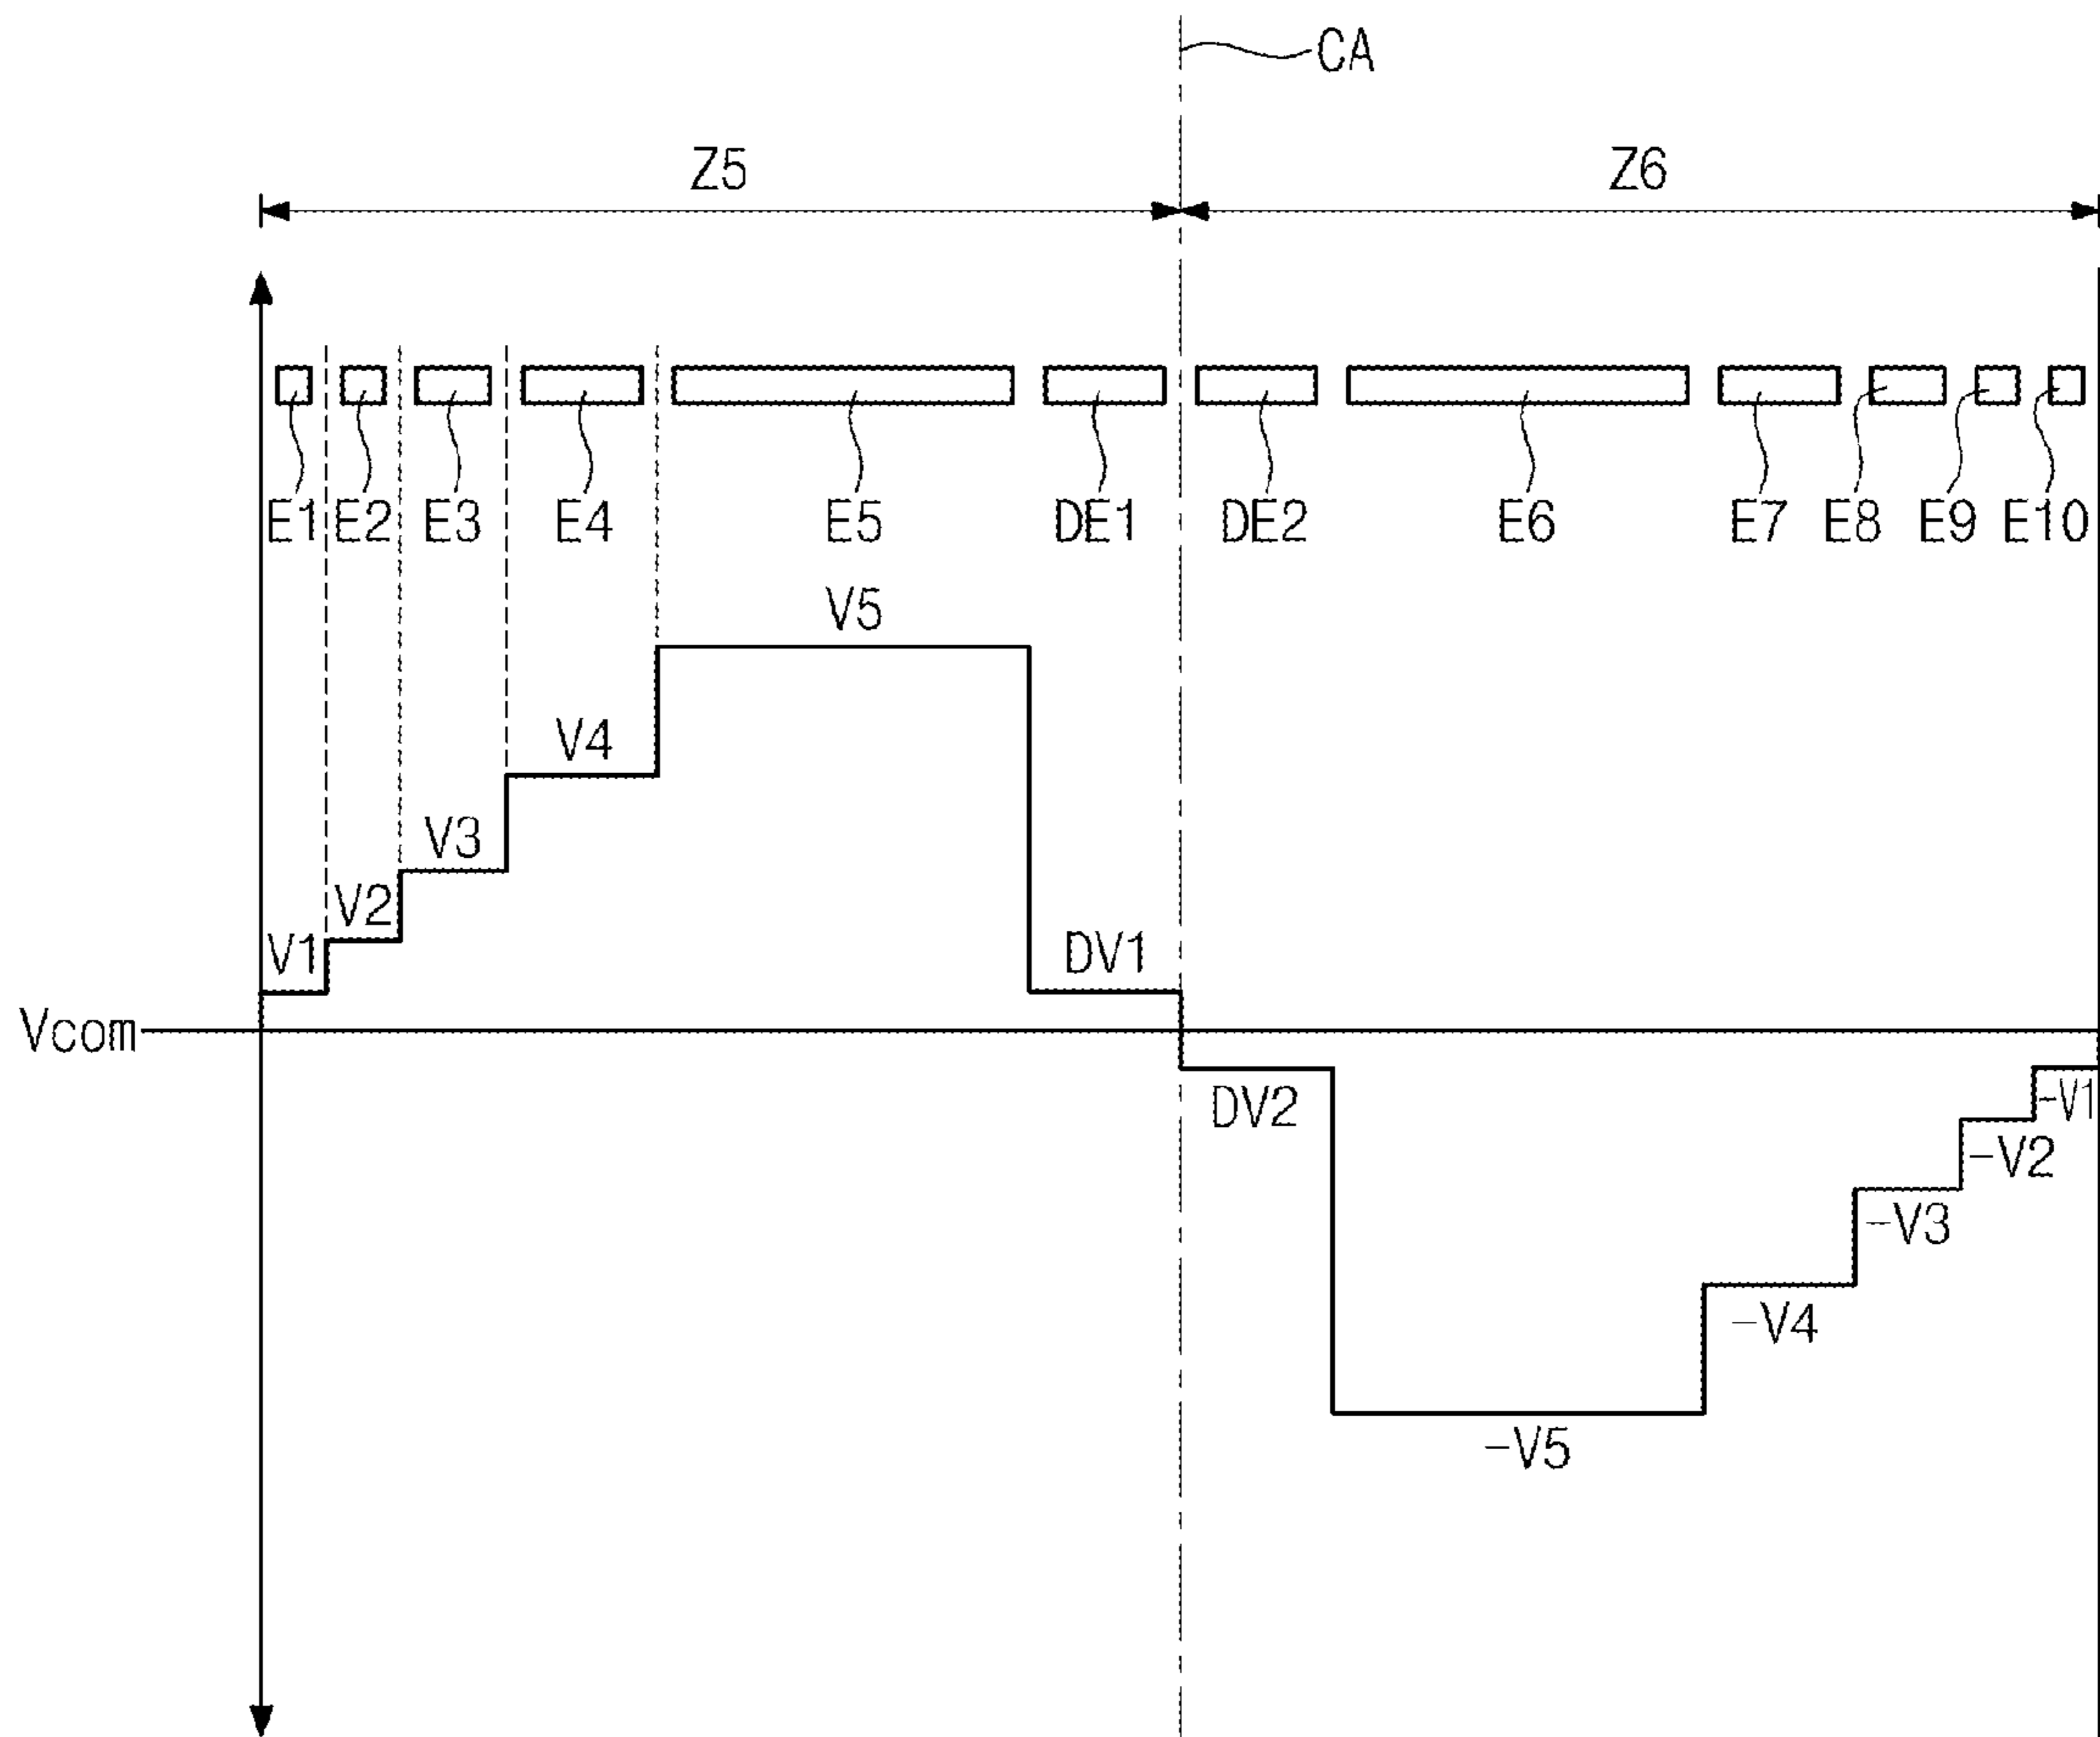 CA
Z5 Z6
E1 E2 E3 E4 E5 DE1 DE2 E6 E7 E8 E9 E10
V5
V4
V3
V2
V1 DV1
Vcom
DV2 -V1
-V2
-V3
-V4
-V5